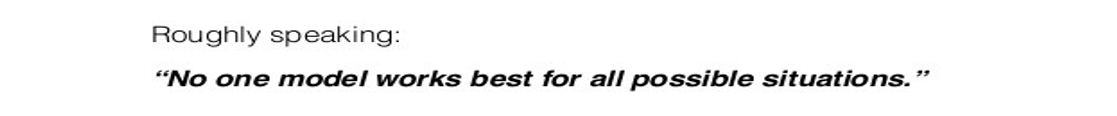 Roughly speaking:
“No one model works best for all possible situations.”